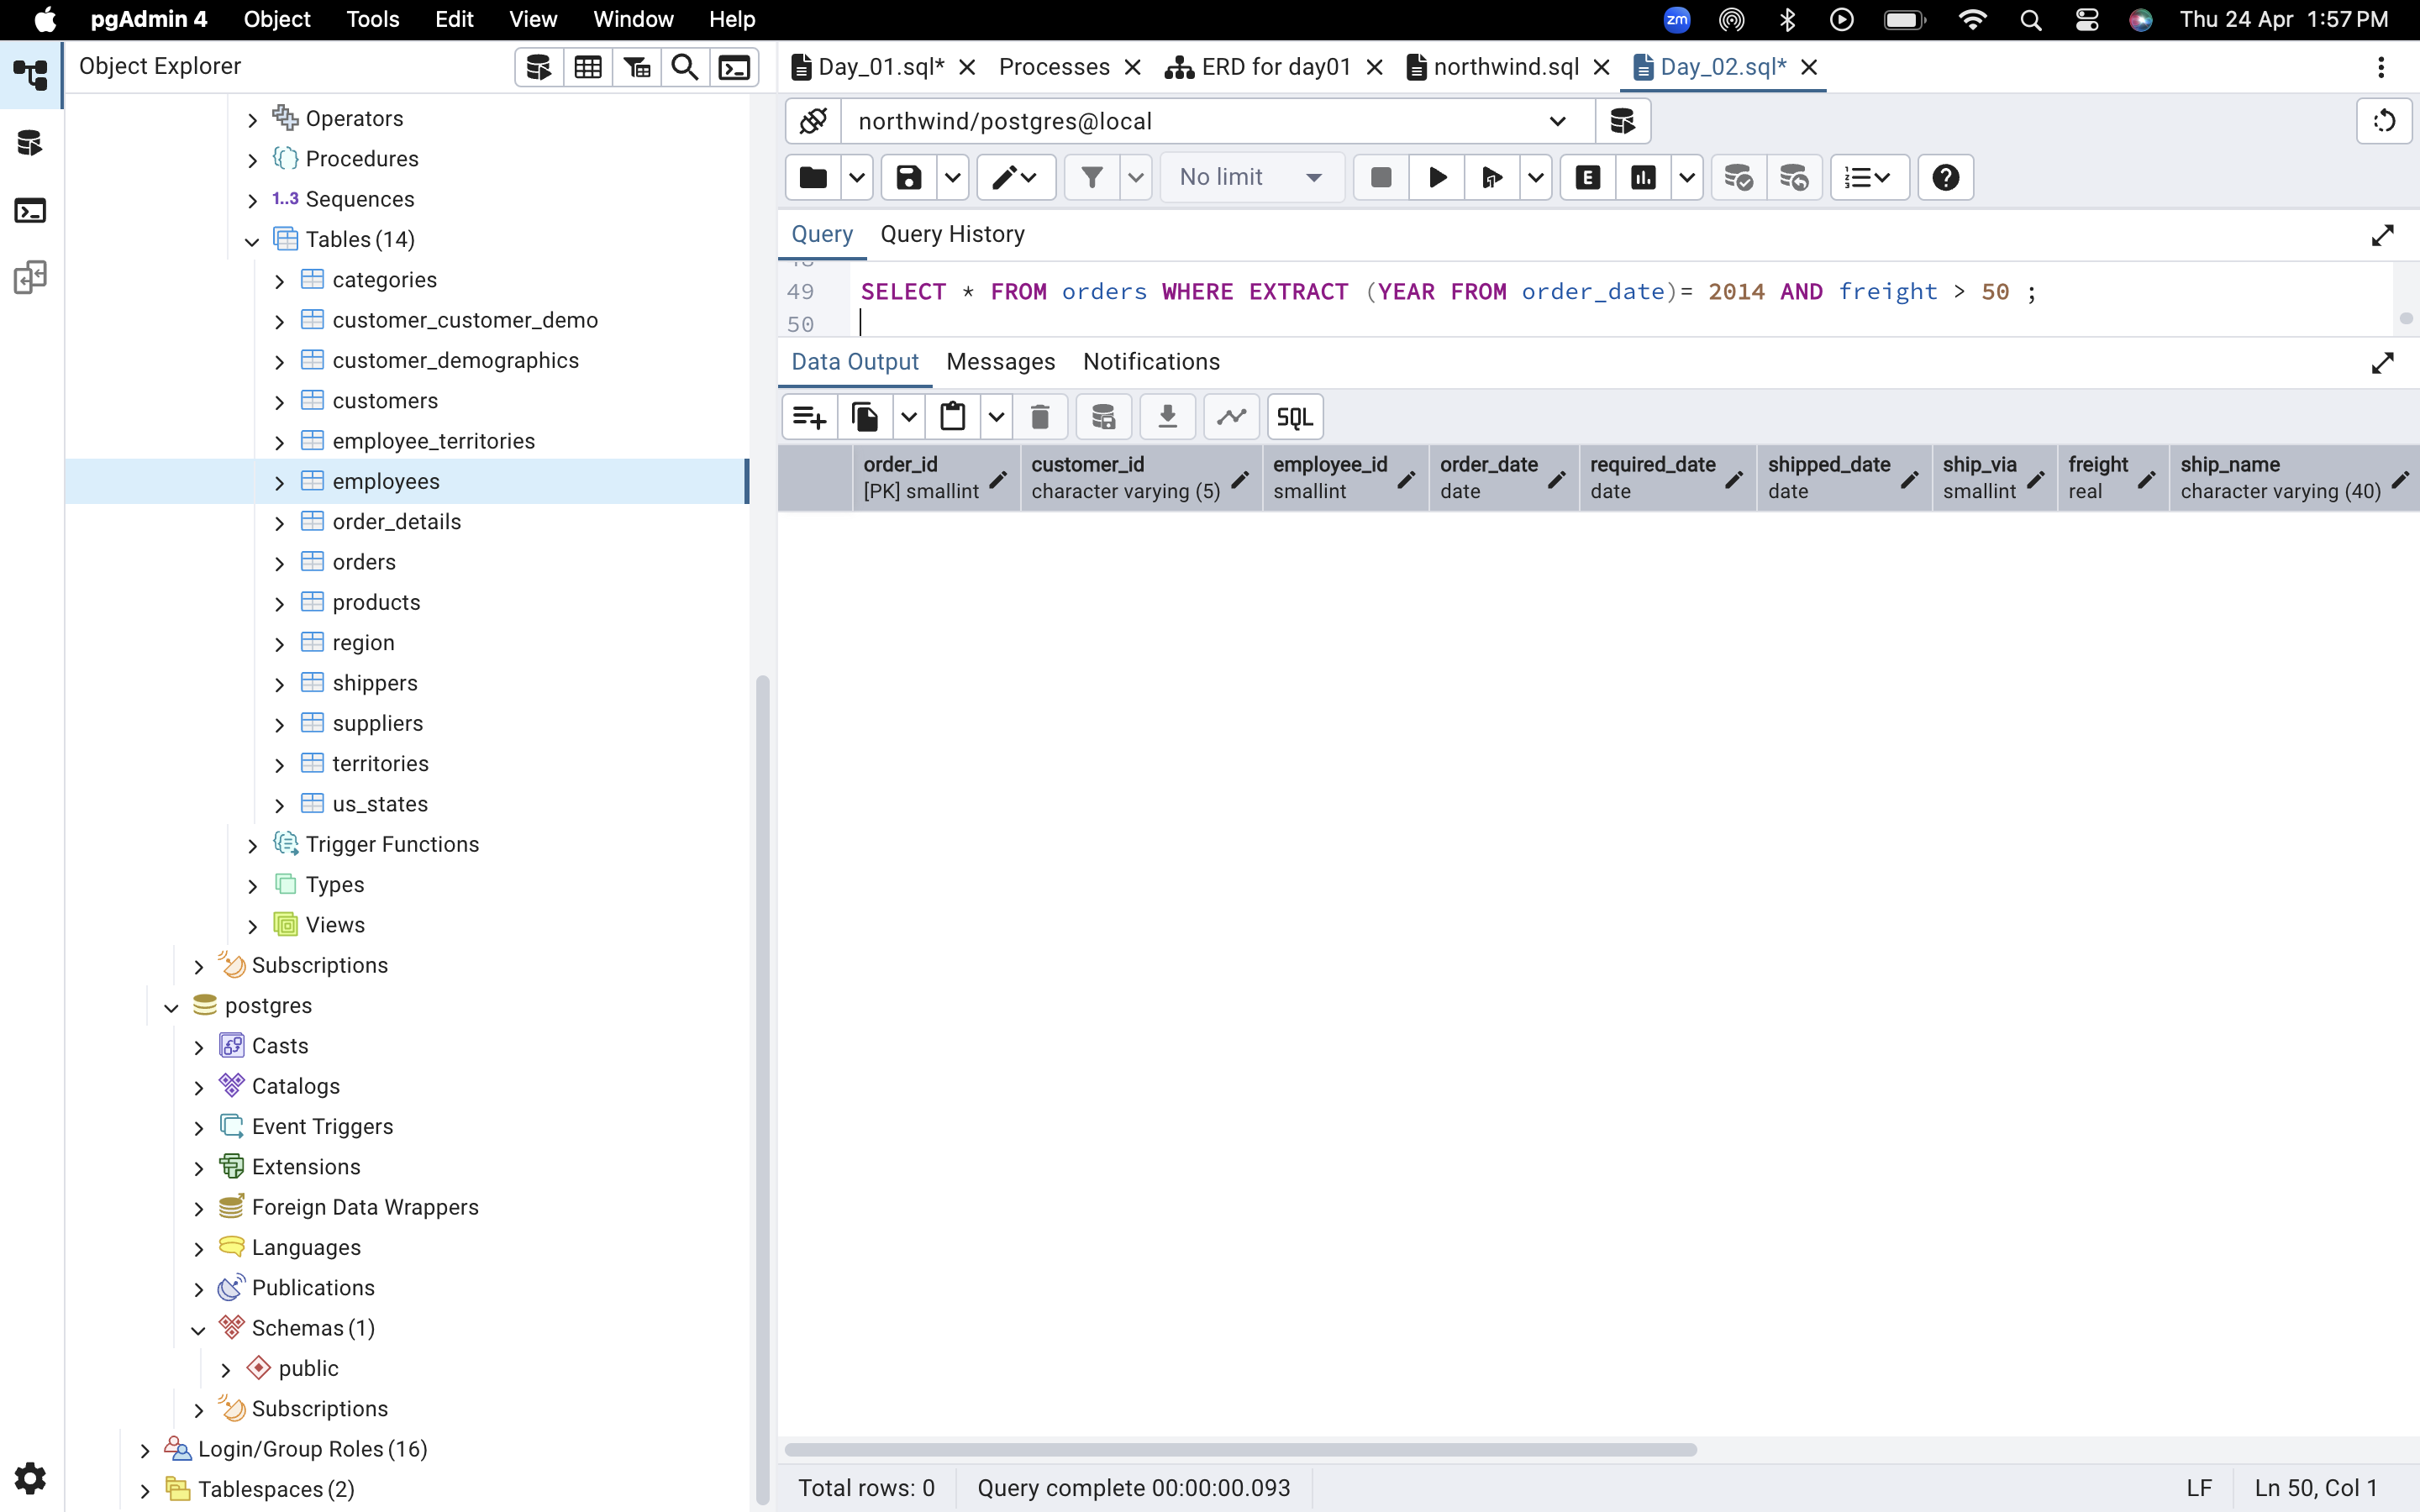 pgAdmin 4 Object Tools Edit View Window Help zm Thu 24 Apr 1:57 PM
Object Explorer
Day_01.sql* Processes ERD for day01 northwind.sql Day_02.sql*
northwind/postgres@local
No limit E
Query Query History
49 SELECT * FROM orders WHERE EXTRACT (YEAR FROM order_date)= 2014 AND freight > 50 ;
50
Data Output Messages Notifications
SQL
order_id customer_id employee_id order_date required_date shipped_date ship_via freight ship_name
[PK] smallint character varying (5) smallint date date date smallint real character varying (40)
Operators
Procedures
1..3 Sequences
Tables (14)
categories
customer_customer_demo
customer_demographics
customers
employee_territories
employees
order_details
orders
products
region
shippers
suppliers
territories
us_states
Trigger Functions
Types
Views
Subscriptions
postgres
Casts
Catalogs
Event Triggers
Extensions
Foreign Data Wrappers
Languages
Publications
Schemas (1)
public
Subscriptions
Login/Group Roles (16)
Tablespaces (2)
Total rows: 0 Query complete 00:00:00.093 LF Ln 50, Col 1